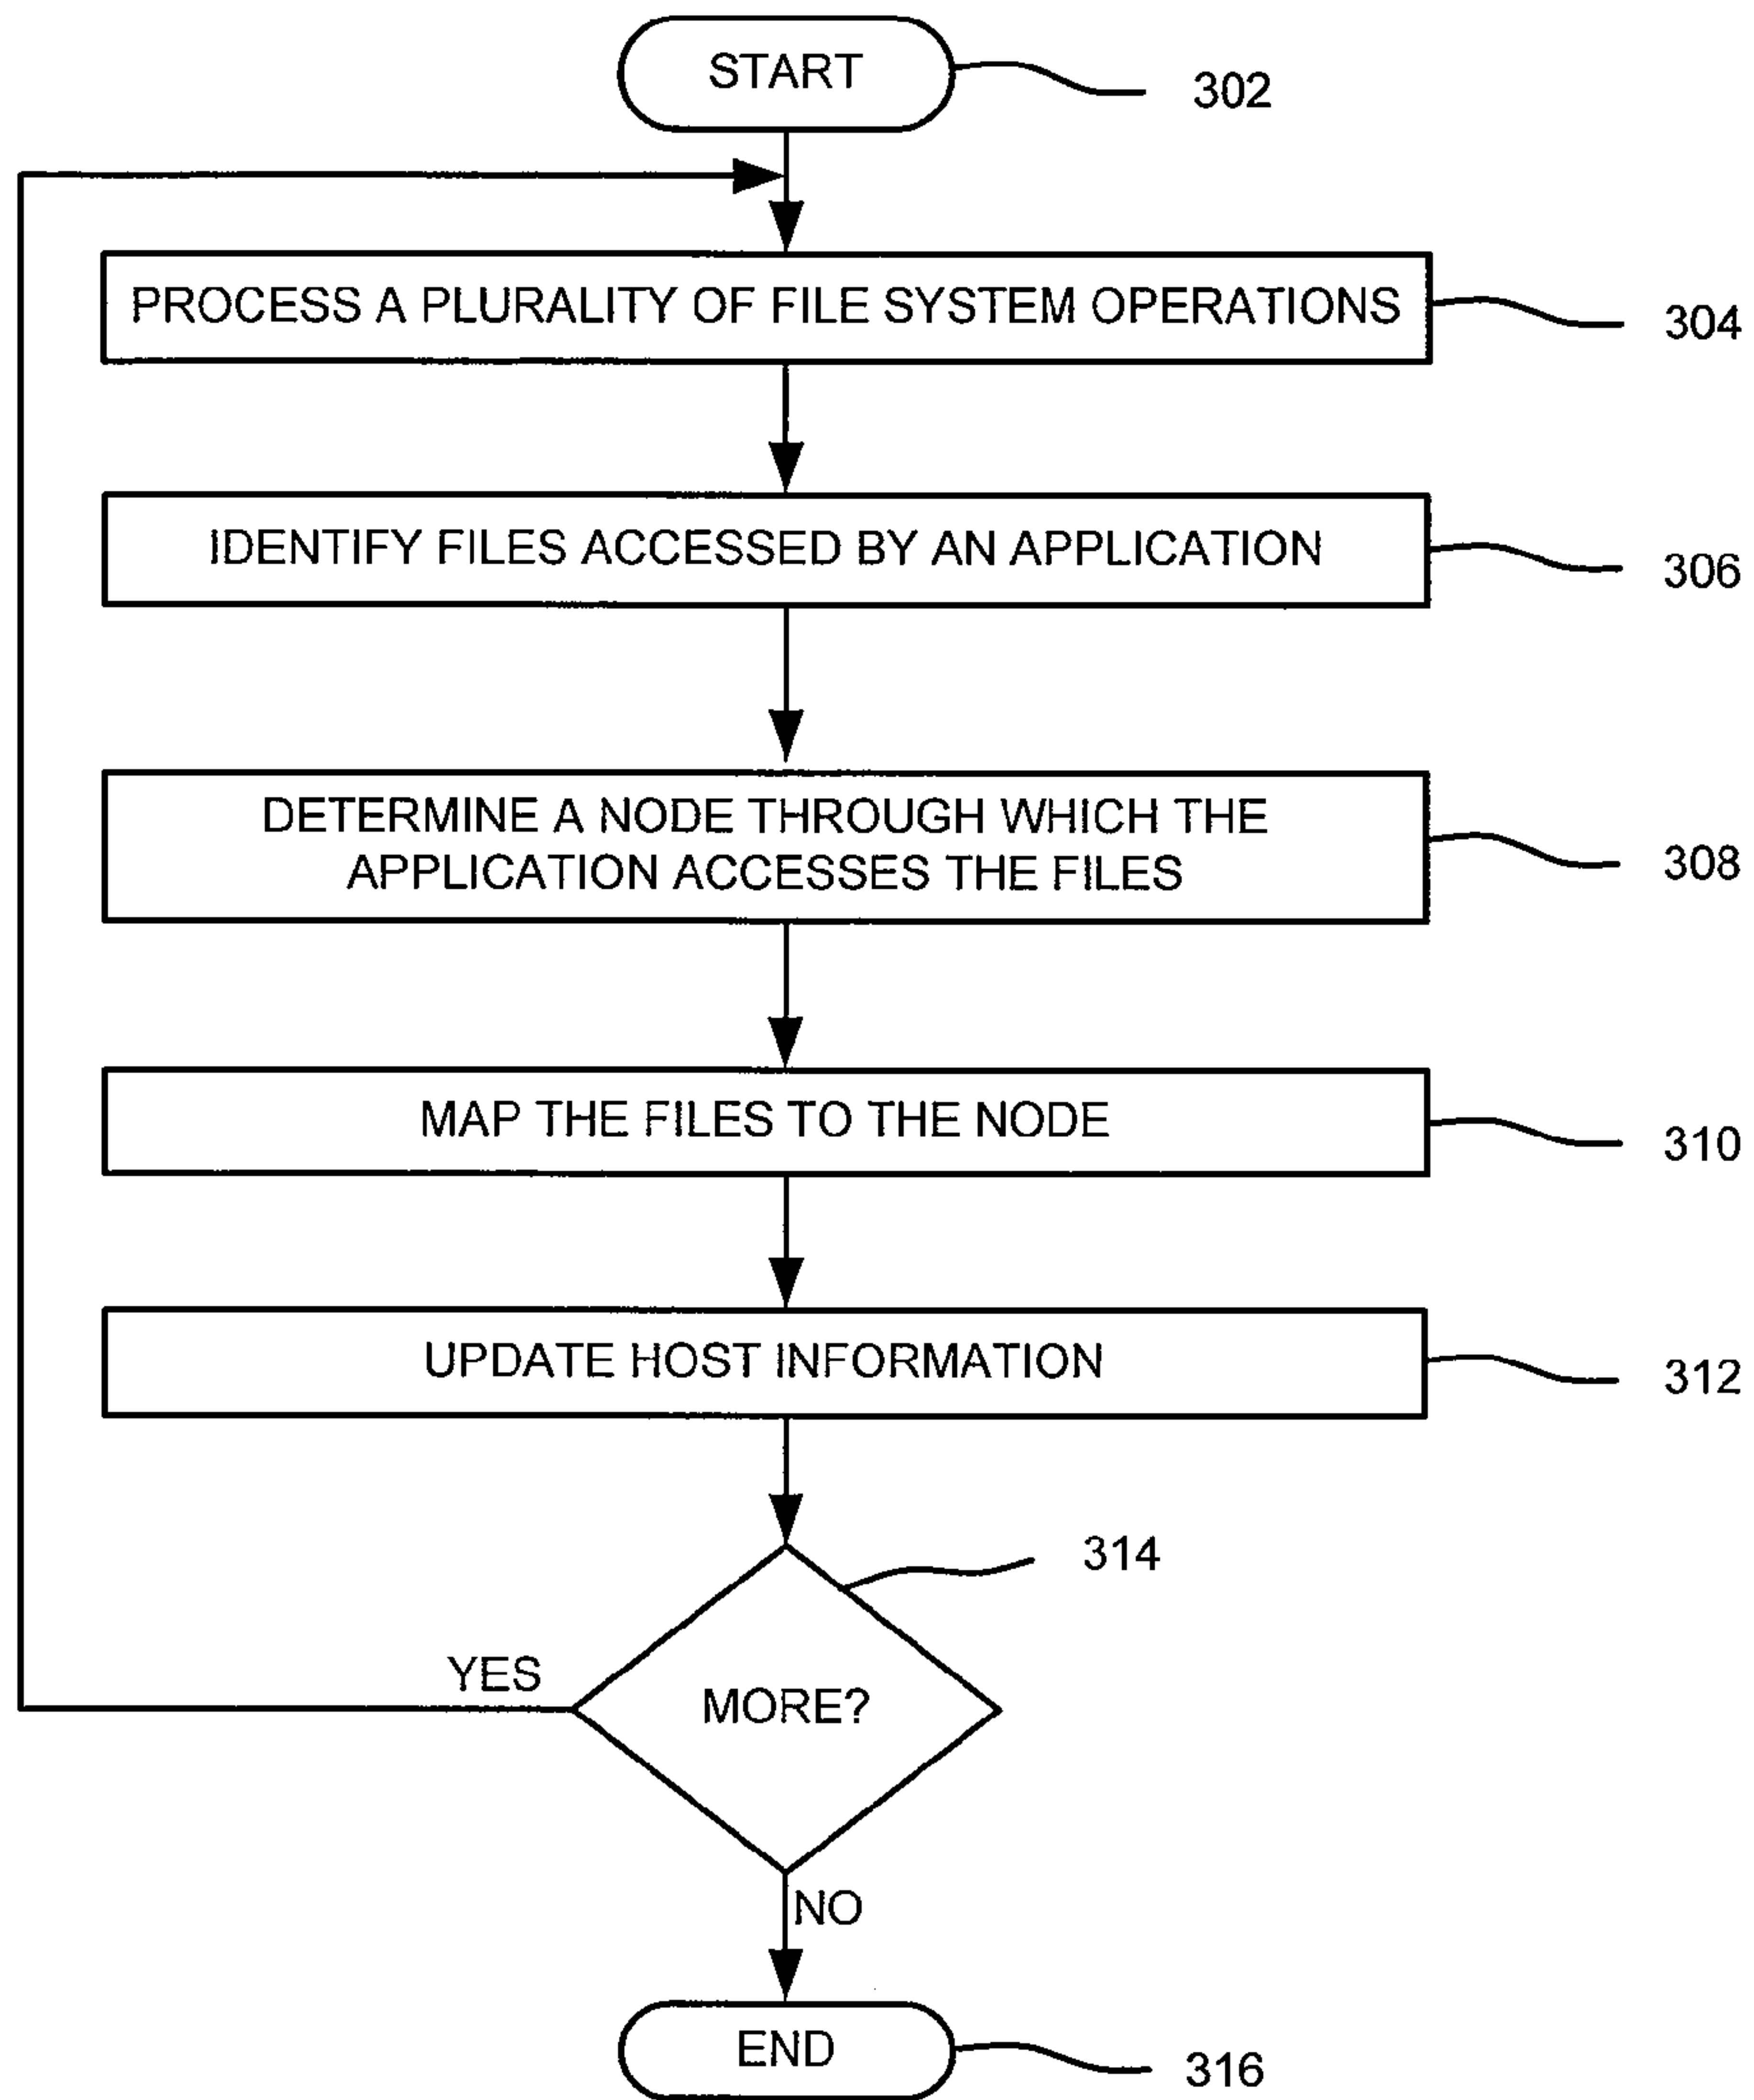 START
302
PROCESS A PLURALITY OF FILE SYSTEM OPERATIONS
304
IDENTIFY FILES ACCESSED BY AN APPLICATION
306
DETERMINE A NODE THROUGH WHICH THE
APPLICATION ACCESSES THE FILES
308
MAP THE FILES TO THE NODE
310
UPDATE HOST INFORMATION
312
314
YES
MORE?
NO
END
316